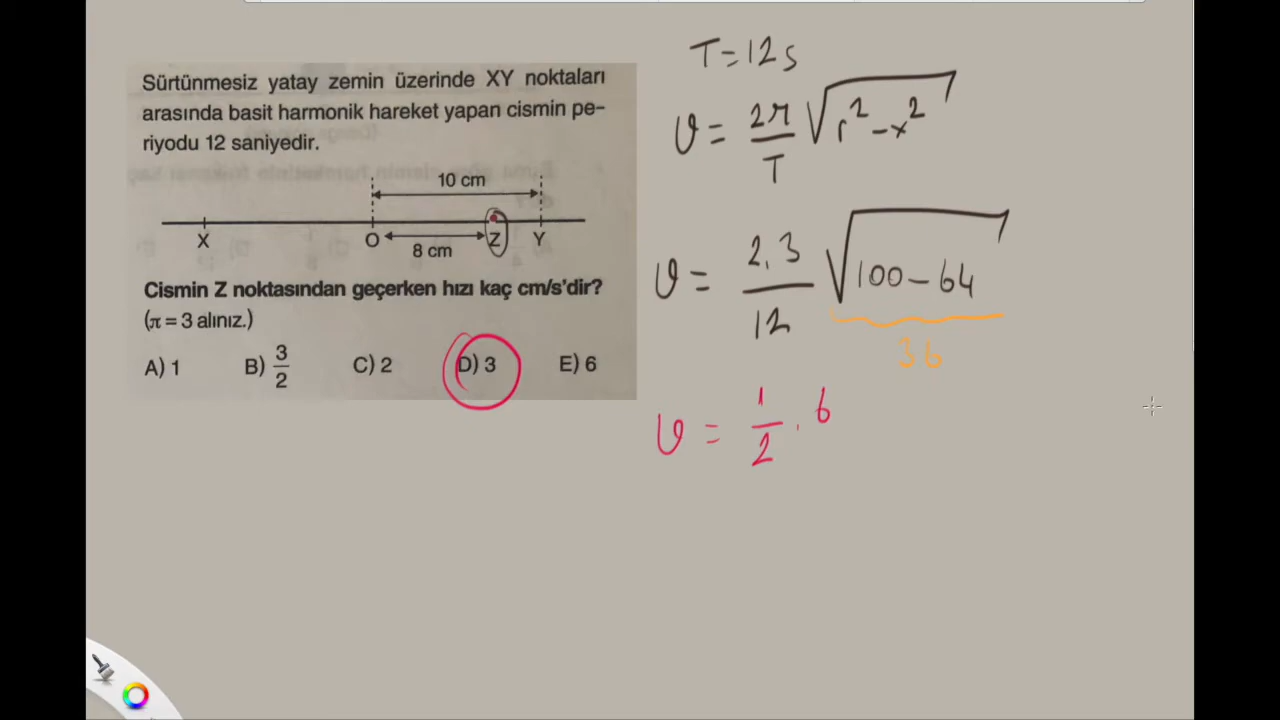 Sürtünmesiz yatay zemin üzerinde XY noktaları
arasında basit harmonik hareket yapan cismin pe-
riyodu 12 saniyedir.
10 cm
X O Z Y
8 cm
Cismin Z noktasından geçerken hızı kaç cm/s'dir?
(π = 3 alınız.)
A) 1 B) 3/2 C) 2 D) 3 E) 6
T = 12 s
ϑ = 2π/T √(r² - x²)
ϑ = 2.3/12 √(100 - 64)
36
ϑ = 1/2 . 6